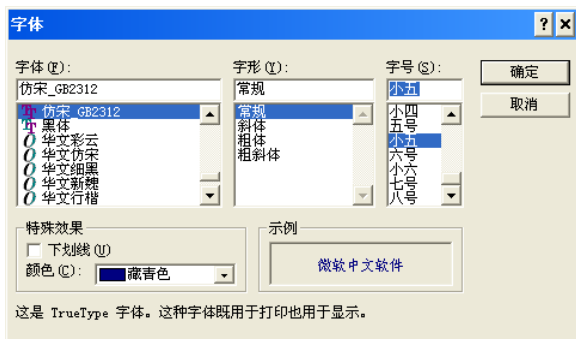 字体
字体(F):
字形(Y):
字号(S):
仿宋_GB2312
常规
小五
确定
取消
仿宋_GB2312
黑体
华文彩云
华文仿宋
华文细黑
华文新魏
华文行楷
常规
斜体
粗体
粗斜体
小四
五号
小五
六号
小六
七号
八号
特殊效果
下划线(U)
颜色(C):
藏青色
示例
微软中文软件
这是 TrueType 字体。这种字体既用于打印也用于显示。